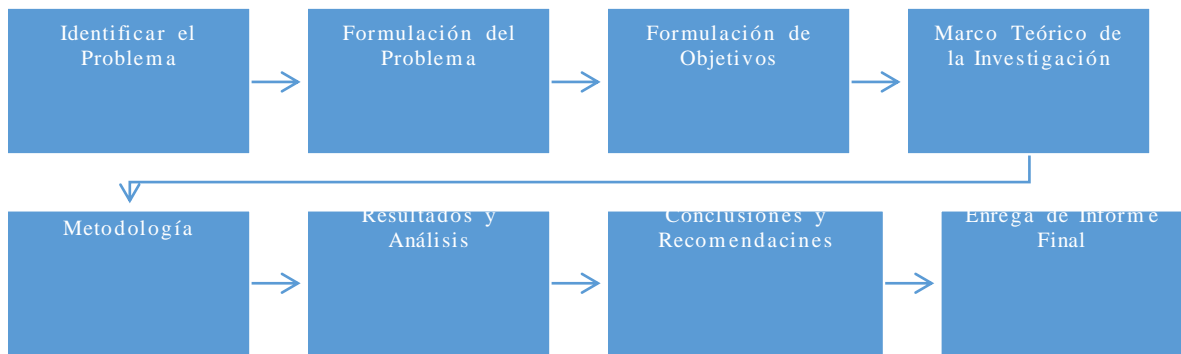 Identificar el
Problema
Formulación del
Problema
Formulación de
Objetivos
Marco Teórico de
la Investigación
Metodología
Resultados y
Análisis
Conclusiones y
Recomendacines
Enrega de Informe
Final